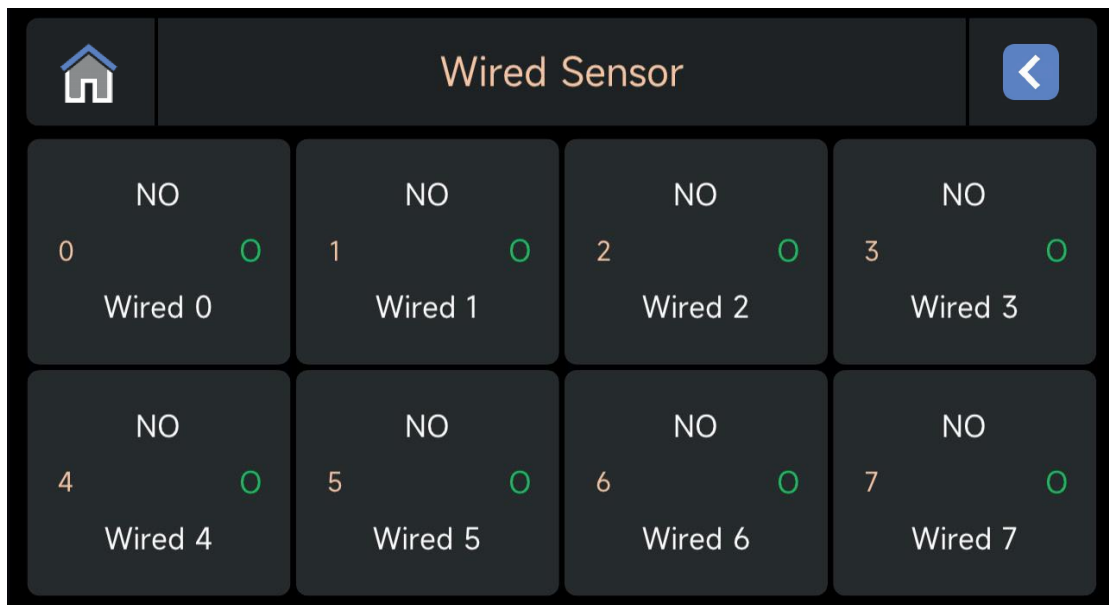 Wired Sensor
NO
0 O
Wired 0
NO
1 O
Wired 1
NO
2 O
Wired 2
NO
3 O
Wired 3
NO
4 O
Wired 4
NO
5 O
Wired 5
NO
6 O
Wired 6
NO
7 O
Wired 7